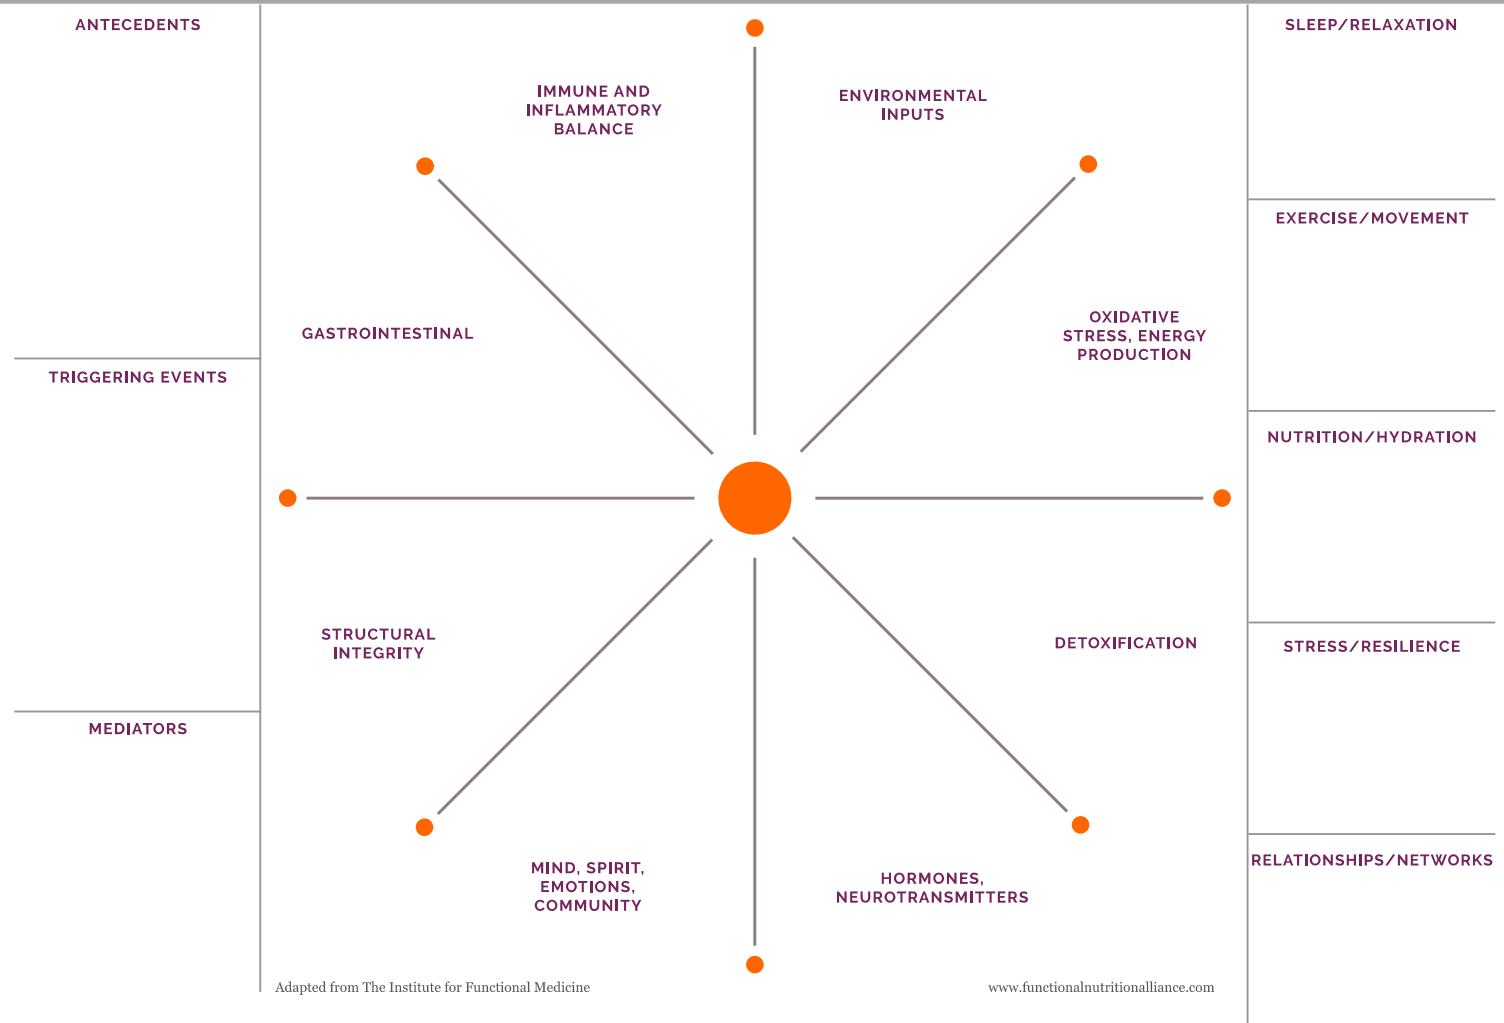 ANTECEDENTS
TRIGGERING EVENTS
MEDIATORS
IMMUNE AND
INFLAMMATORY
BALANCE
ENVIRONMENTAL
INPUTS
GASTROINTESTINAL
OXIDATIVE
STRESS, ENERGY
PRODUCTION
STRUCTURAL
INTEGRITY
DETOXIFICATION
MIND, SPIRIT,
EMOTIONS,
COMMUNITY
HORMONES,
NEUROTRANSMITTERS
Adapted from The Institute for Functional Medicine
www.functionalnutritionalliance.com
SLEEP/RELAXATION
EXERCISE/MOVEMENT
NUTRITION/HYDRATION
STRESS/RESILIENCE
RELATIONSHIPS/NETWORKS